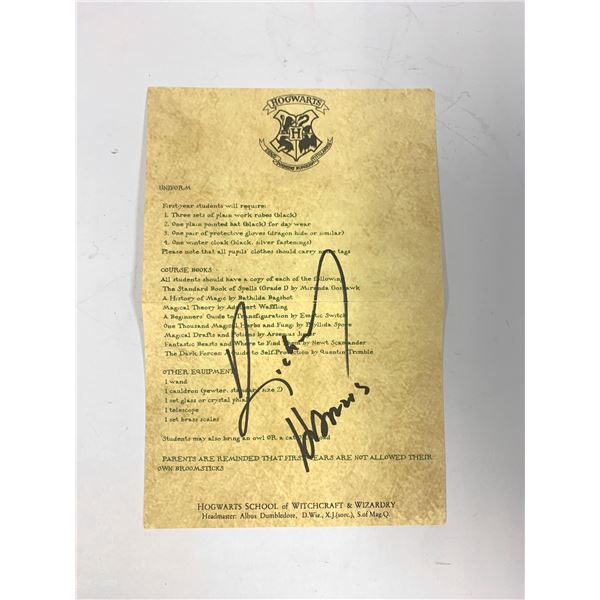 HOGWARTS
H
UNIFORM
First-year students will require:
1. Three sets of plain work robes (black)
2. One plain pointed hat (black) for day wear
3. One pair of protective gloves (dragon hide or similar)
4. One winter cloak (black, silver fastenings)
Please note that all pupils' clothes should carry name tags
COURSE BOOKS
All students should have a copy of each of the following
The Standard Book of Spells (Grade 1) by Miranda Goshawk
A History of Magic by Bathilda Bagshot
Magical Theory by Adalbert Waffling
A Beginners' Guide to Transfiguration by Emeric Switch
One Thousand Magical Herbs and Fungi by Phyllida Spore
Magical Drafts and Potions by Arsenius Jigger
Fantastic Beasts and Where to Find Them by Newt Scamander
The Dark Forces: A Guide to Self-Protection by Quentin Trimble
OTHER EQUIPMENT
1 wand
1 cauldron (pewter, standard size 2)
1 set glass or crystal phials
1 telescope
1 set brass scales
Students may also bring an owl OR a cat OR a toad
PARENTS ARE REMINDED THAT FIRST YEARS ARE NOT ALLOWED THEIR
OWN BROOMSTICKS
Richard
Harris
HOGWARTS SCHOOL of WITCHCRAFT & WIZARDRY
Headmaster: Albus Dumbledore, D.Wiz., X.J.(sorc.), S.of Mag.Q.